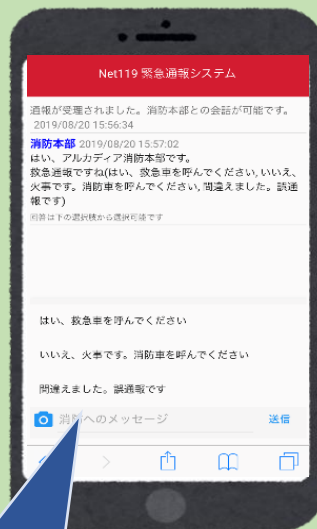 Net119 緊急通報システム
通報が受理されました。消防本部との会話が可能です。
2019/08/20 15:56:34
消防本部 2019/08/20 15:57:02
はい、アルカディア消防本部です。
救急通報ですね(はい、救急車を呼んでください, いいえ、
火事です。消防車を呼んでください, 間違えました。誤通
報です)
回答は下の選択肢から選択可能です
はい、救急車を呼んでください
いいえ、火事です。消防車を呼んでください
間違えました。誤通報です
消防へのメッセージ
送信